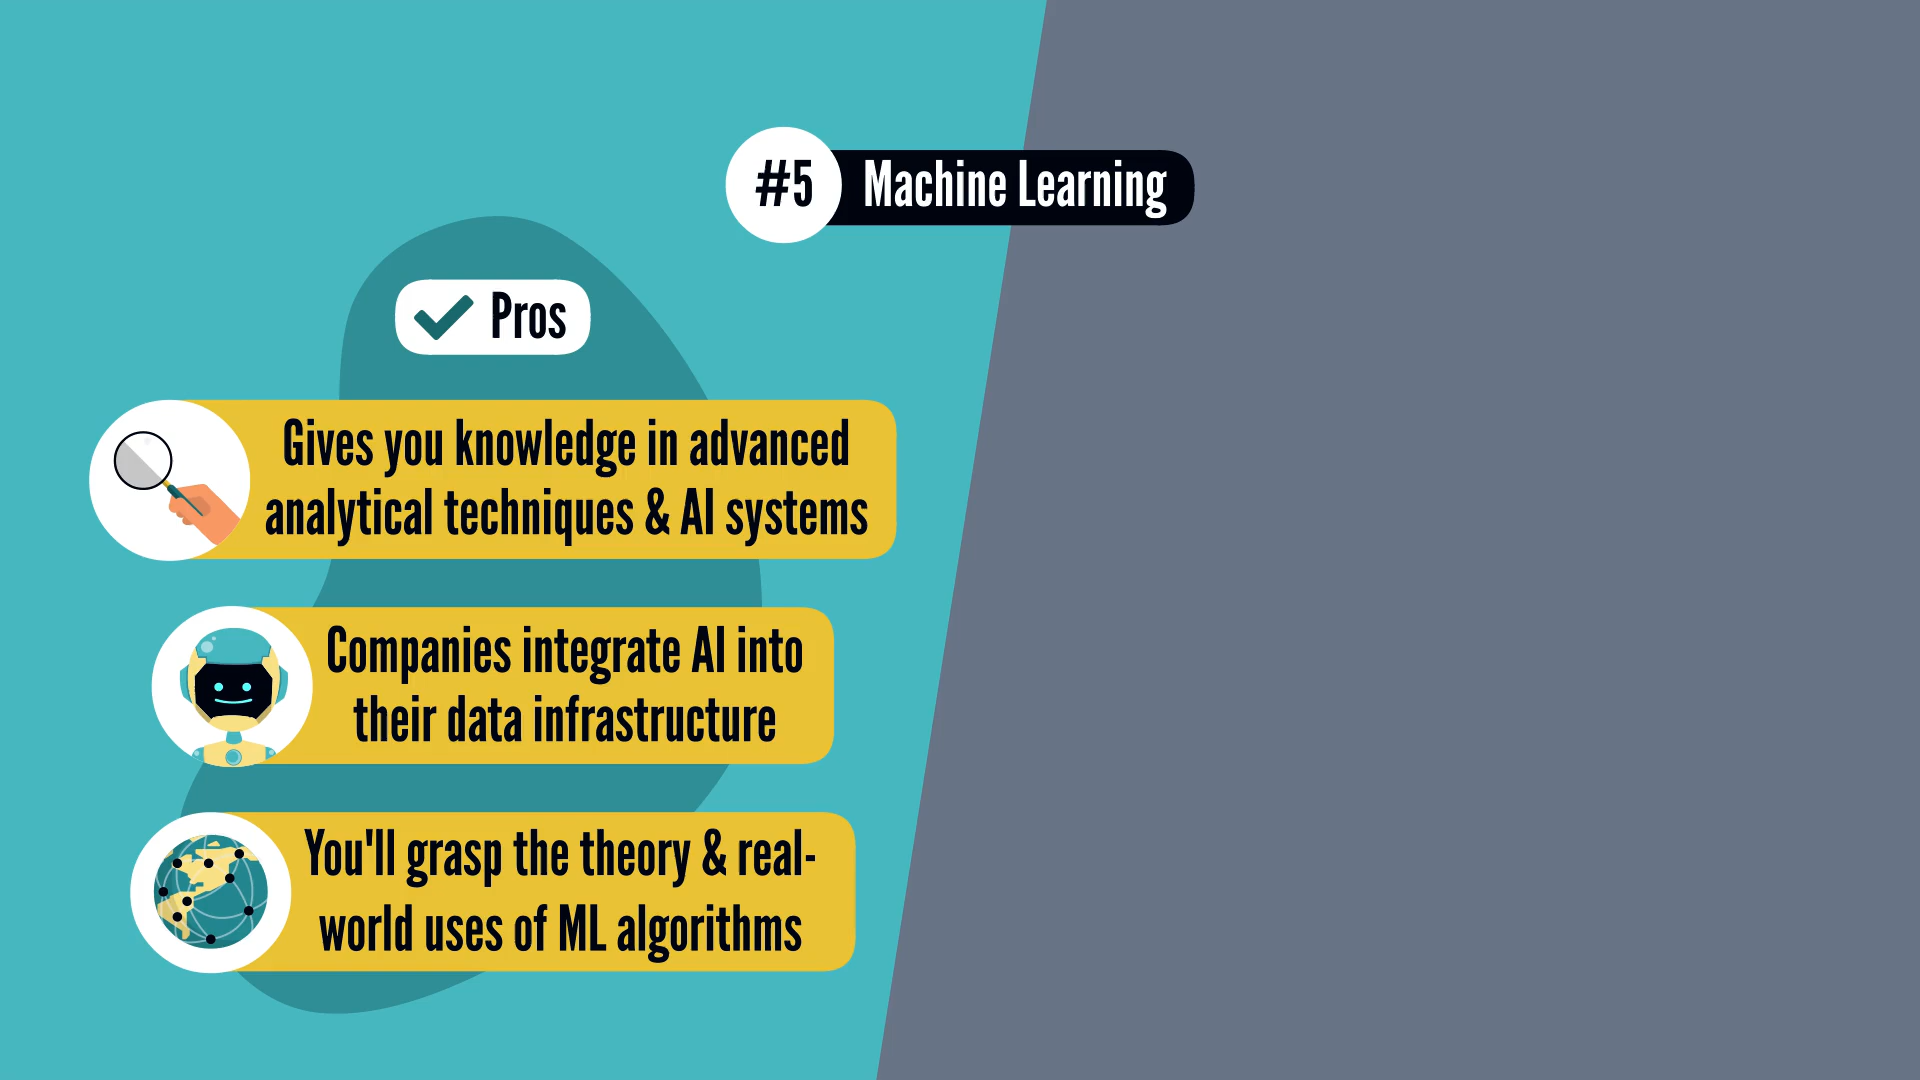 #5 Machine Learning
Pros
Gives you knowledge in advanced
analytical techniques & AI systems
Companies integrate AI into
their data infrastructure
You'll grasp the theory & real-
world uses of ML algorithms